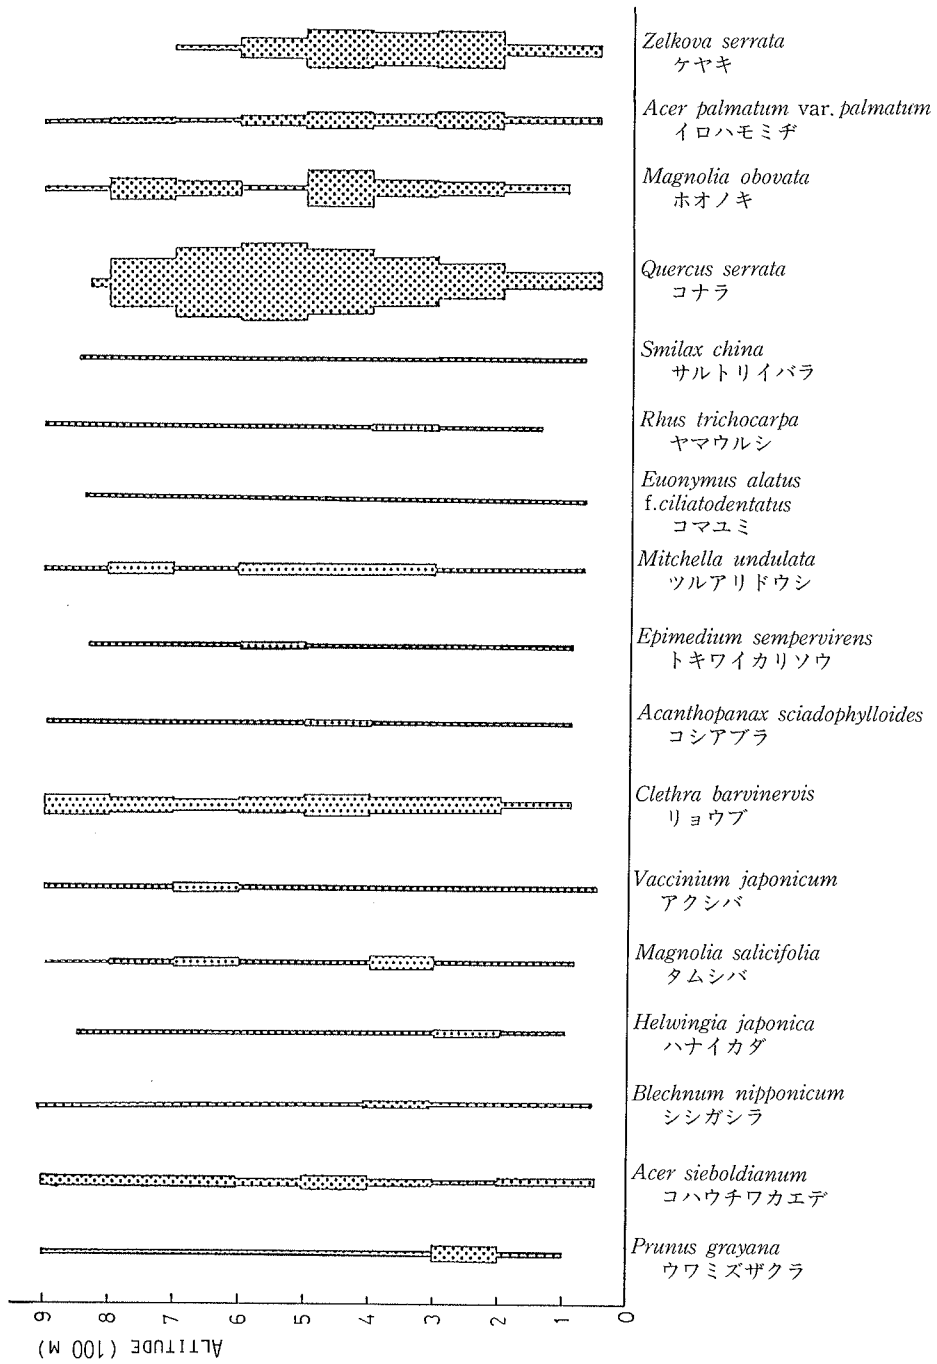 Zelkova serrata
ケヤキ
Acer palmatum var. palmatum
イロハモミヂ
Magnolia obovata
ホオノキ
Quercus serrata
コナラ
Smilax china
サルトリイバラ
Rhus trichocarpa
ヤマウルシ
Euonymus alatus
f.ciliatodentatus
コマユミ
Mitchella undulata
ツルアリドウシ
Epimedium sempervirens
トキワイカリソウ
Acanthopanax sciadophylloides
コシアブラ
Clethra barvinervis
リョウブ
Vaccinium japonicum
アクシバ
Magnolia salicifolia
タムシバ
Helwingia japonica
ハナイカダ
Blechnum nipponicum
シシガシラ
Acer sieboldianum
コハウチワカエデ
Prunus grayana
ウワミズザクラ
9 8 7 6 5 4 3 2 1 0
ALTITUDE (100 M)